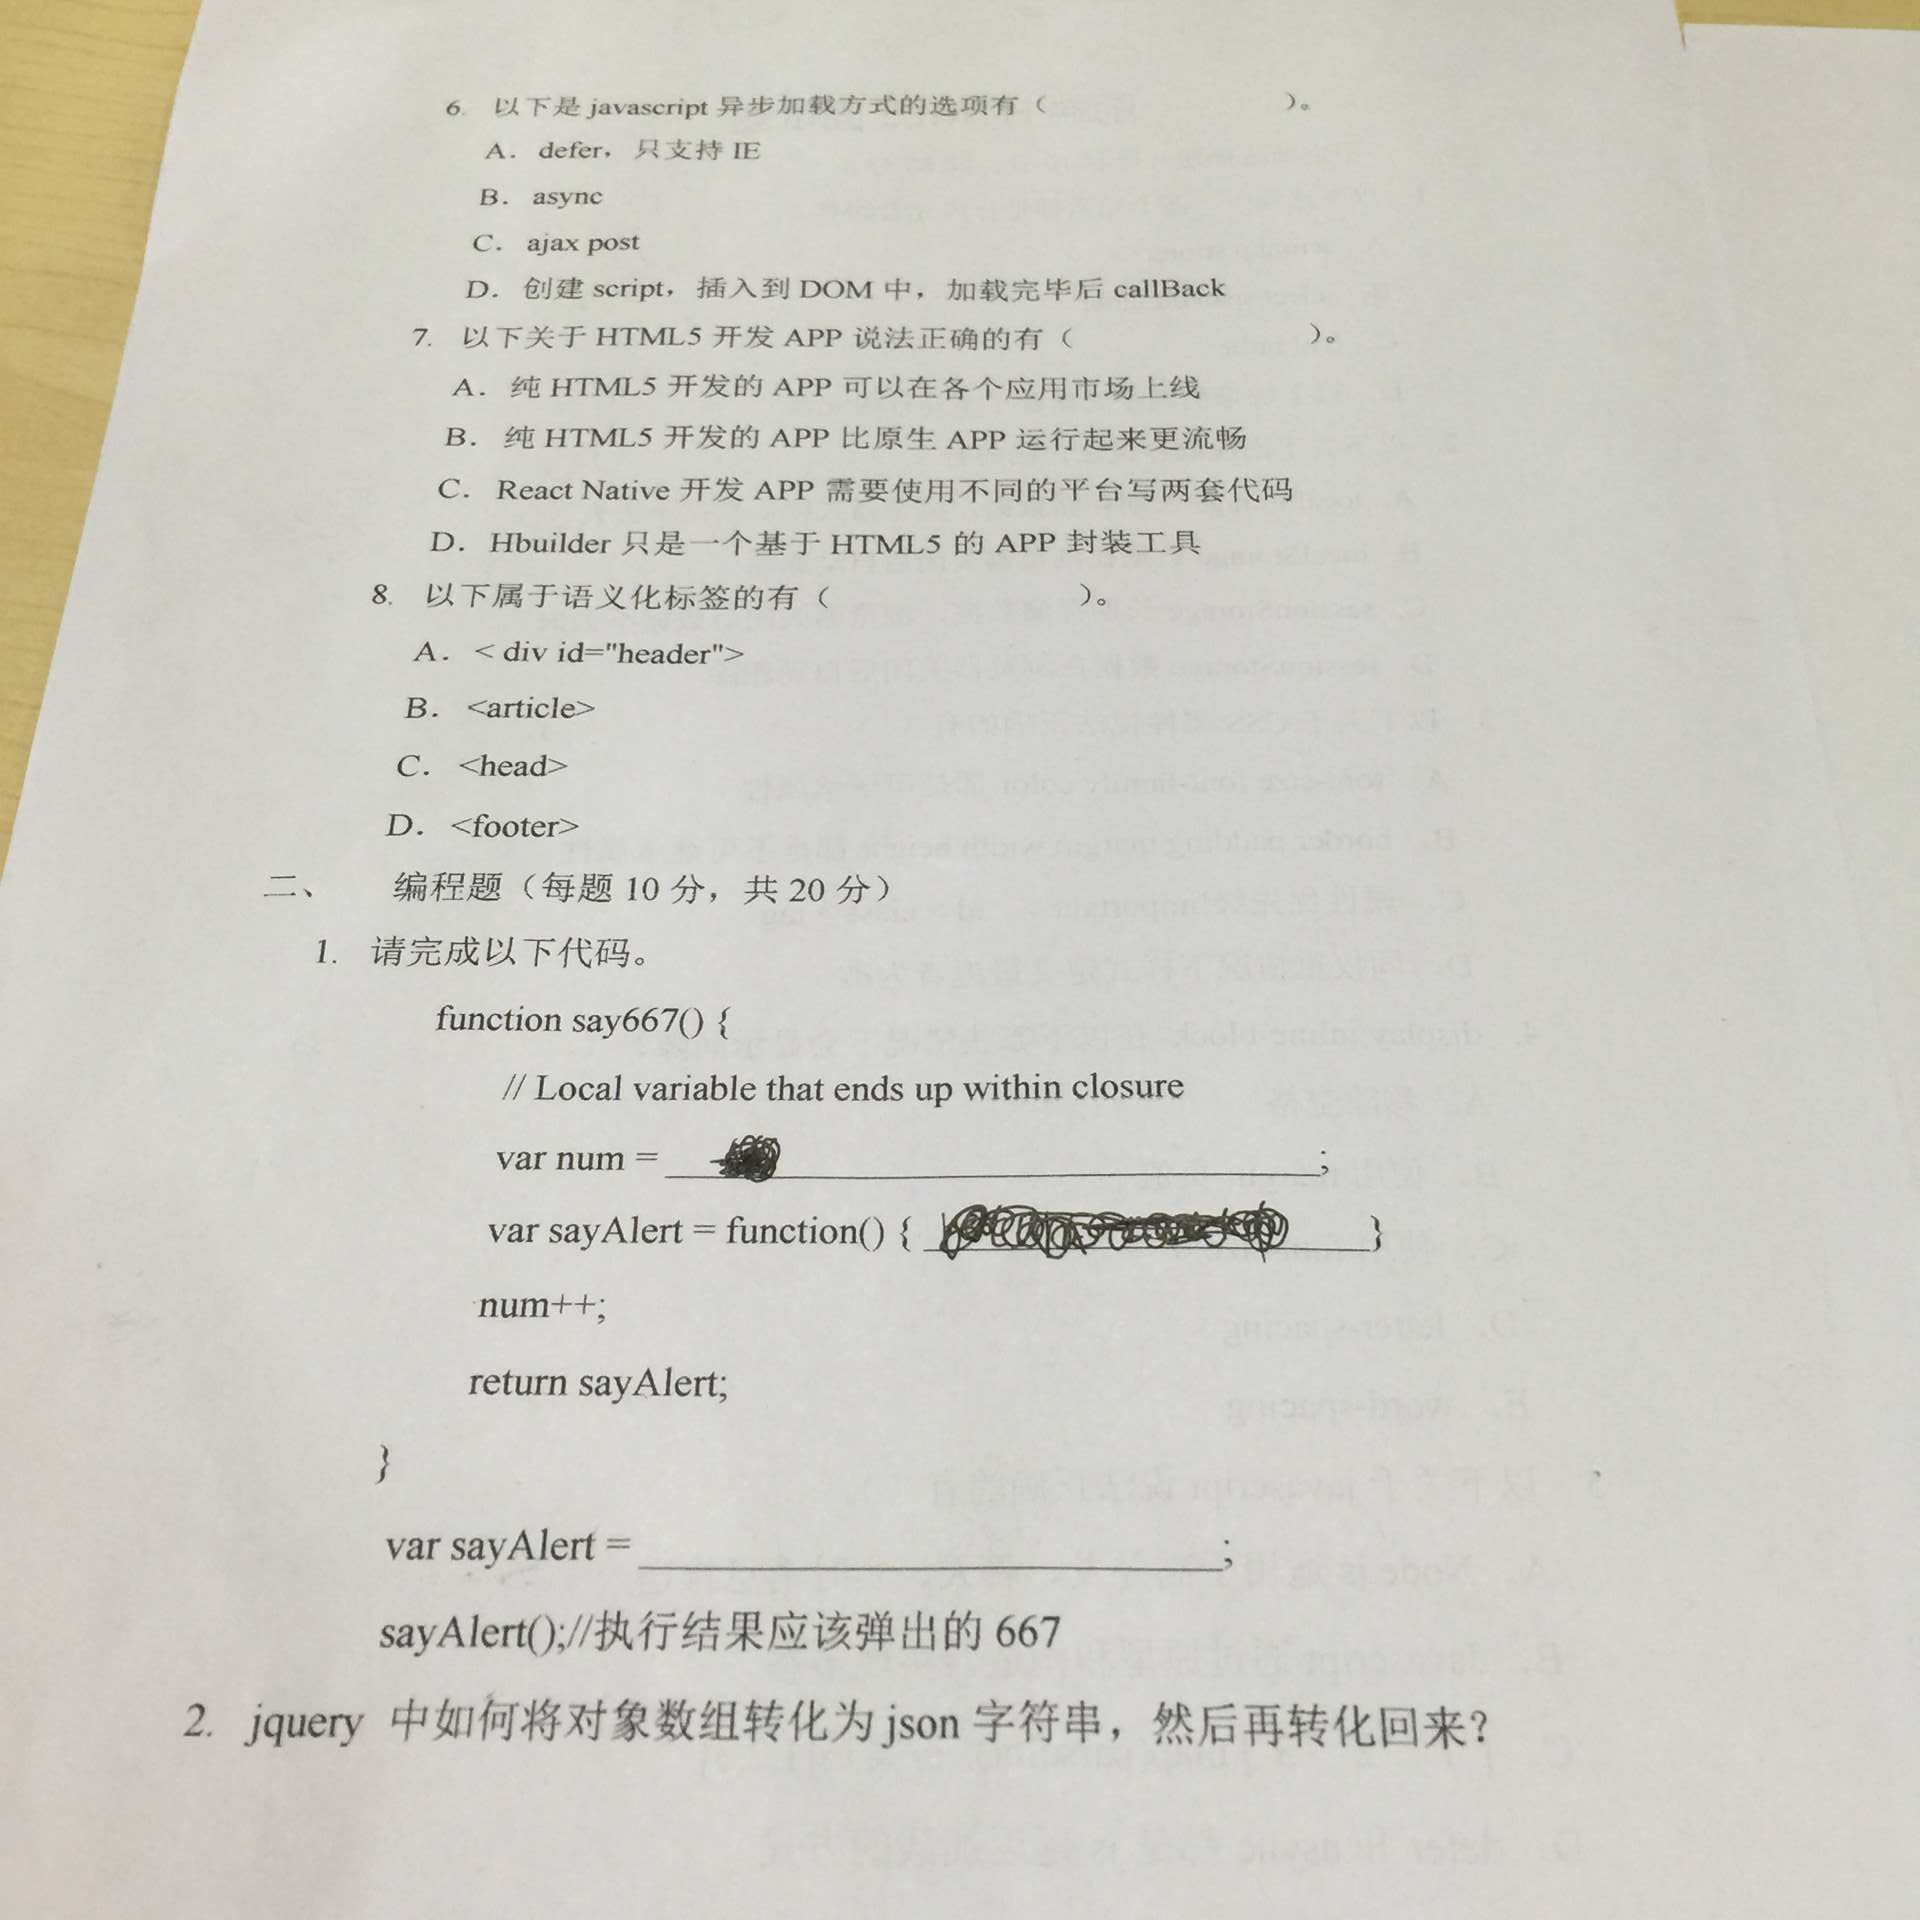 6. 以下是 javascript 异步加载方式的选项有（ ）。
A. defer，只支持 IE
B. async
C. ajax post
D. 创建 script，插入到 DOM 中，加载完毕后 callBack
7. 以下关于 HTML5 开发 APP 说法正确的有（ ）。
A. 纯 HTML5 开发的 APP 可以在各个应用市场上线
B. 纯 HTML5 开发的 APP 比原生 APP 运行起来更流畅
C. React Native 开发 APP 需要使用不同的平台写两套代码
D. Hbuilder 只是一个基于 HTML5 的 APP 封装工具
8. 以下属于语义化标签的有（ ）。
A. < div id="header">
B. <article>
C. <head>
D. <footer>
二、 编程题（每题 10 分，共 20 分）
1. 请完成以下代码。
function say667() {
// Local variable that ends up within closure
var num = ;
var sayAlert = function() { }
num++;
return sayAlert;
}
var sayAlert = ;
sayAlert();//执行结果应该弹出的 667
2. jquery 中如何将对象数组转化为 json 字符串，然后再转化回来？